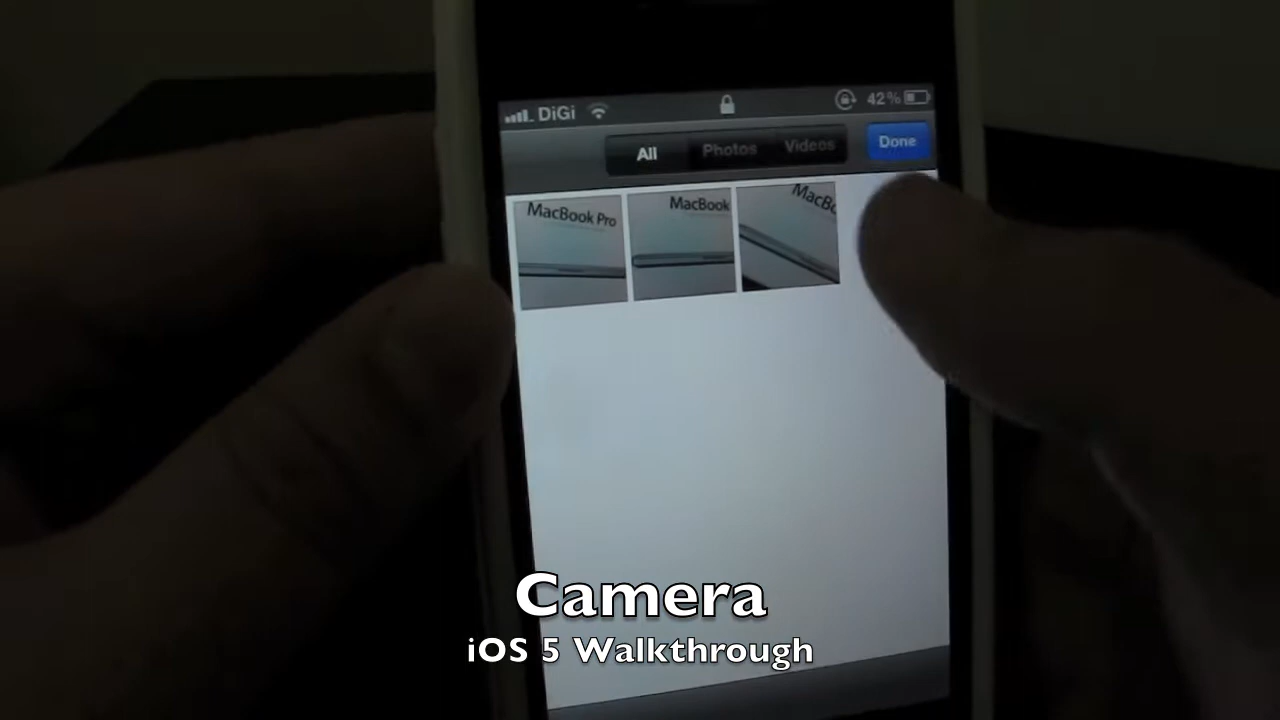 DiGi 42%
All Photos Videos Done
MacBook Pro MacBook MacBo
Camera
iOS 5 Walkthrough